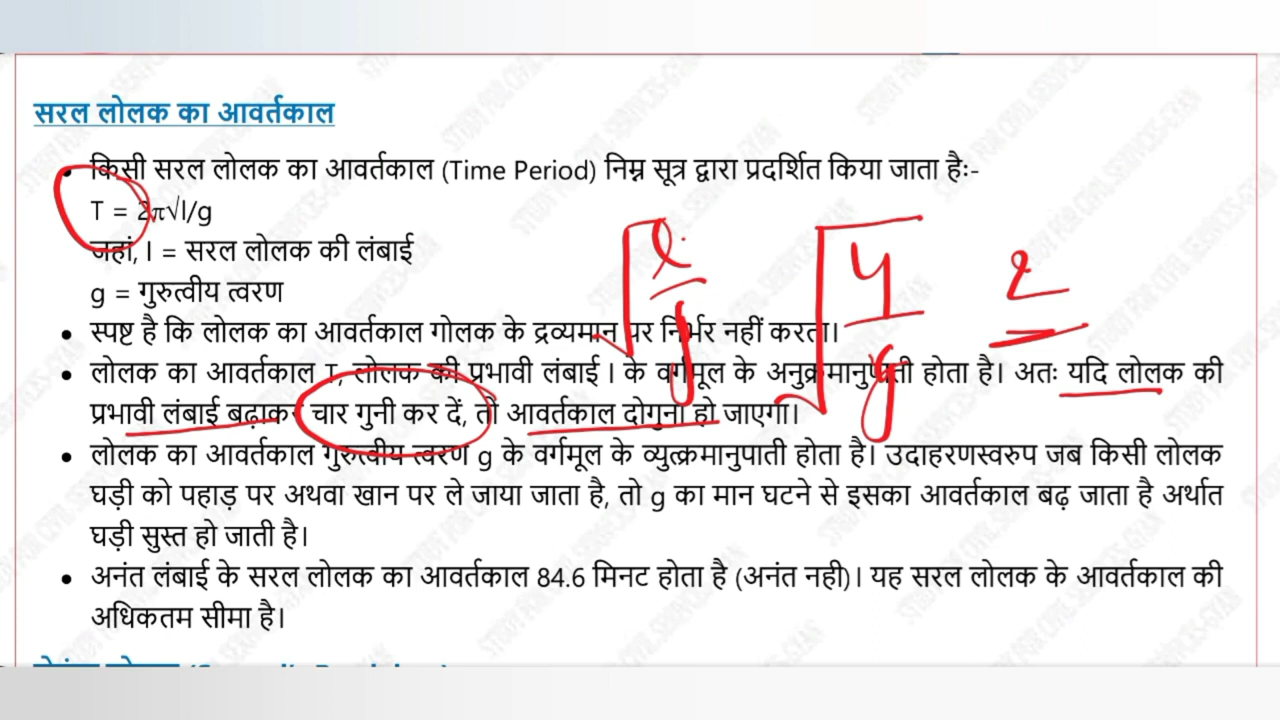 सरल लोलक का आवर्तकाल
• किसी सरल लोलक का आवर्तकाल (Time Period) निम्न सूत्र द्वारा प्रदर्शित किया जाता हैः-
T = 2π√l/g
जहां, l = सरल लोलक की लंबाई
g = गुरुत्वीय त्वरण
• स्पष्ट है कि लोलक का आवर्तकाल गोलक के द्रव्यमान पर निर्भर नहीं करता।
• लोलक का आवर्तकाल T, लोलक की प्रभावी लंबाई l के वर्गमूल के अनुक्रमानुपाती होता है। अतः यदि लोलक की
प्रभावी लंबाई बढ़ाकर चार गुनी कर दें, तो आवर्तकाल दोगुना हो जाएगा।
• लोलक का आवर्तकाल गुरुत्वीय त्वरण g के वर्गमूल के व्युत्क्रमानुपाती होता है। उदाहरणस्वरुप जब किसी लोलक
घड़ी को पहाड़ पर अथवा खान पर ले जाया जाता है, तो g का मान घटने से इसका आवर्तकाल बढ़ जाता है अर्थात
घड़ी सुस्त हो जाती है।
• अनंत लंबाई के सरल लोलक का आवर्तकाल 84.6 मिनट होता है (अनंत नही)। यह सरल लोलक के आवर्तकाल की
अधिकतम सीमा है।
√l/g √4/g 2